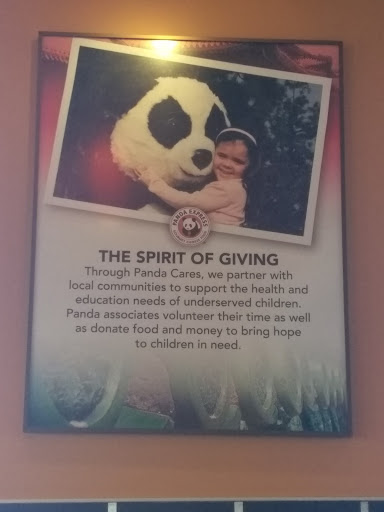 PANDA EXPRESS
THE SPIRIT OF GIVING
Through Panda Cares, we partner with
local communities to support the health and
education needs of underserved children.
Panda associates volunteer their time as well
as donate food and money to bring hope
to children in need.